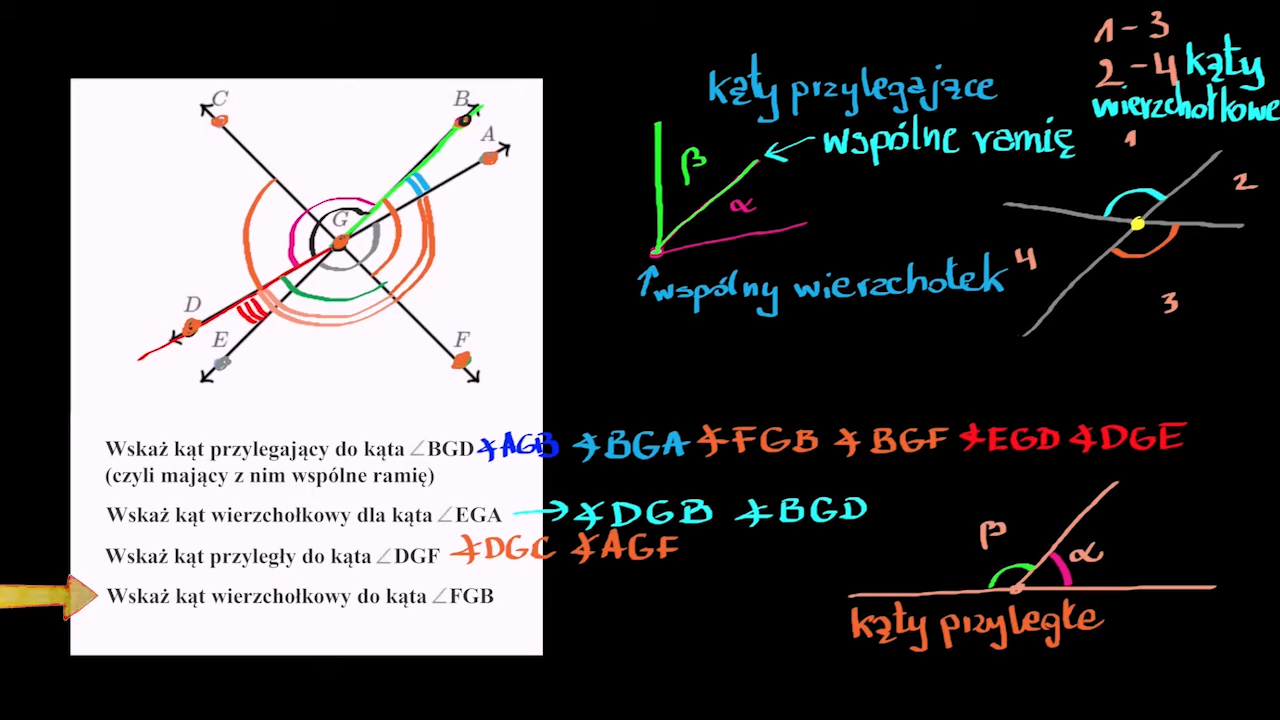 1-3
2-4 kąty
wierzchołkowe
kąty przylegające
wspólne ramię
β
α
wspólny wierzchołek
1
2
3
4
C
B
A
G
D
E
F
Wskaż kąt przylegający do kąta ∠BGD ∢AGB ∢BGA ∢FGB ∢BGF ∢EGD ∢DGE
(czyli mający z nim wspólne ramię)
Wskaż kąt wierzchołkowy dla kąta ∠EGA → ∢DGB ∢BGD
Wskaż kąt przyległy do kąta ∠DGF ∢DGC ∢AGF
Wskaż kąt wierzchołkowy do kąta ∠FGB
β
α
kąty przyległe